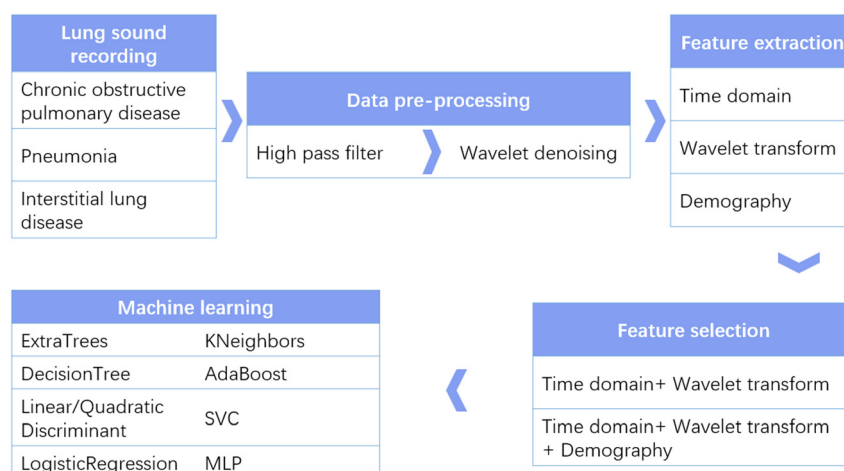 Lung sound
recording
Chronic obstructive
pulmonary disease
Pneumonia
Interstitial lung
disease
Data pre-processing
High pass filter
Wavelet denoising
Feature extraction
Time domain
Wavelet transform
Demography
Feature selection
Time domain+ Wavelet transform
Time domain+ Wavelet transform
+ Demography
Machine learning
ExtraTrees KNeighbors
DecisionTree AdaBoost
Linear/Quadratic
Discriminant SVC
LogisticRegression MLP